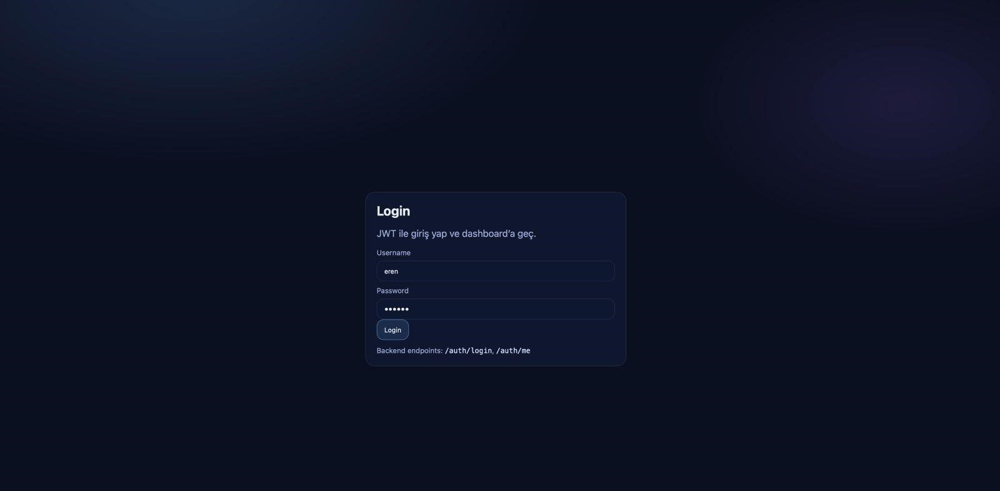 Login
JWT ile giriş yap ve dashboard’a geç.
Username
eren
Password
••••••
Login
Backend endpoints: /auth/login, /auth/me